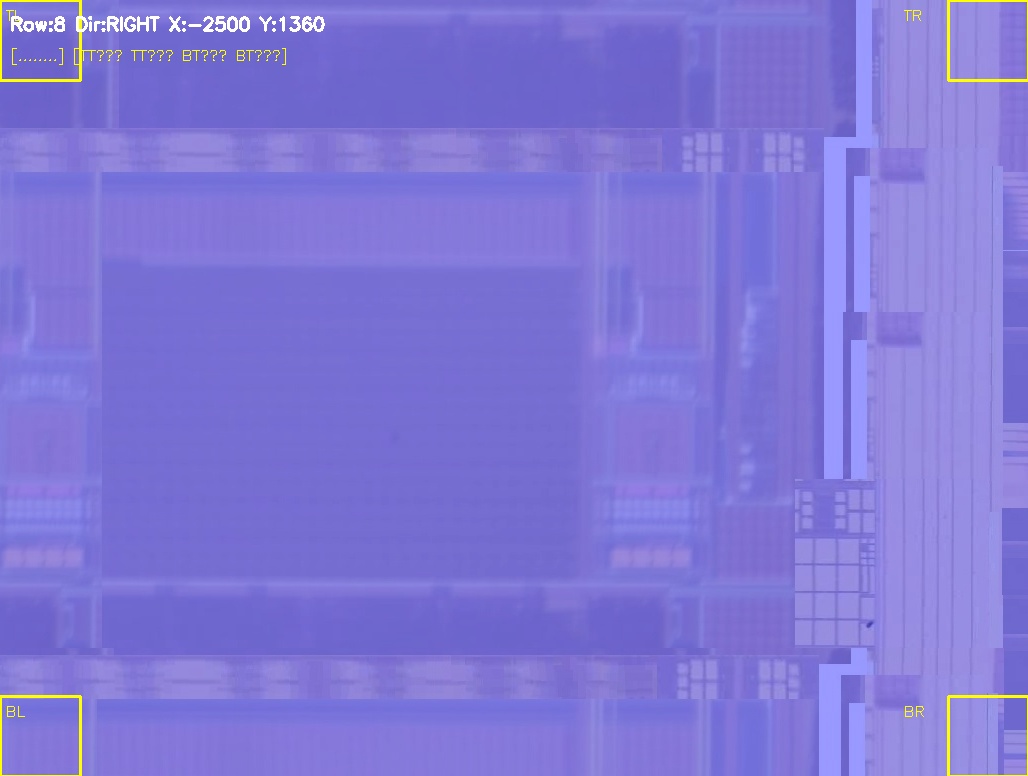 TL
Row:8 Dir:RIGHT X:-2500 Y:1360
TR
[........] [TT??? TT??? BT??? BT???]
BL
BR